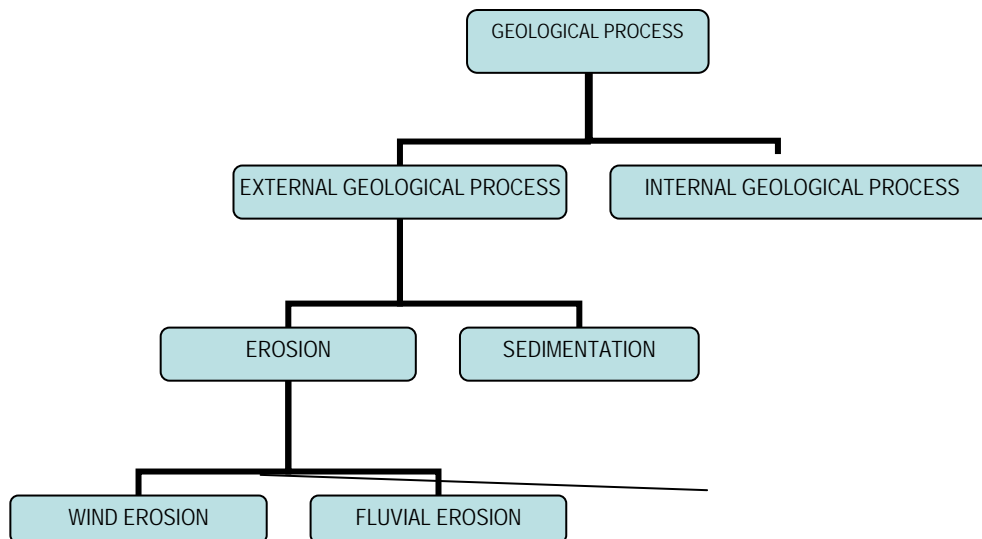 GEOLOGICAL PROCESS
EXTERNAL GEOLOGICAL PROCESS
INTERNAL GEOLOGICAL PROCESS
EROSION
SEDIMENTATION
WIND EROSION
FLUVIAL EROSION